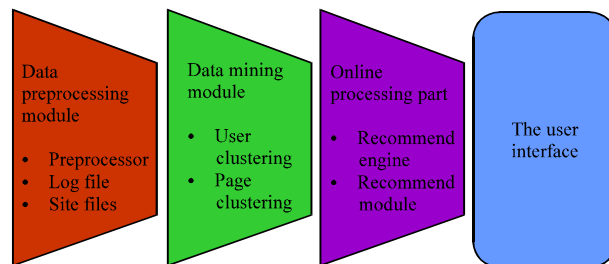 Data
preprocessing
module
• Preprocessor
• Log file
• Site files
Data mining
module
• User
clustering
• Page
clustering
Online
processing part
• Recommend
engine
• Recommend
module
The user
interface